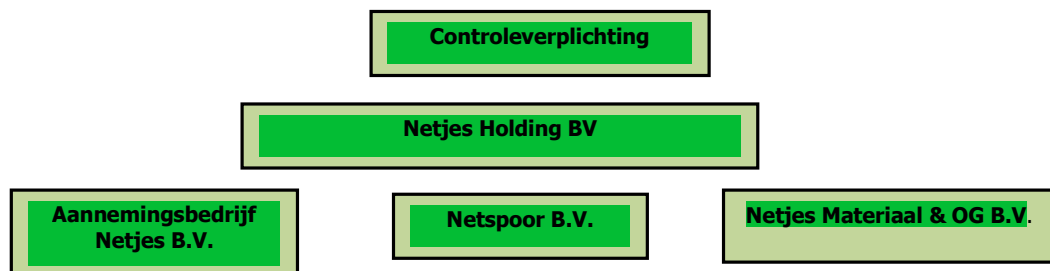 Controleverplichting
Netjes Holding BV
Aannemingsbedrijf
Netjes B.V.
Netspoor B.V.
Netjes Materiaal & OG B.V.